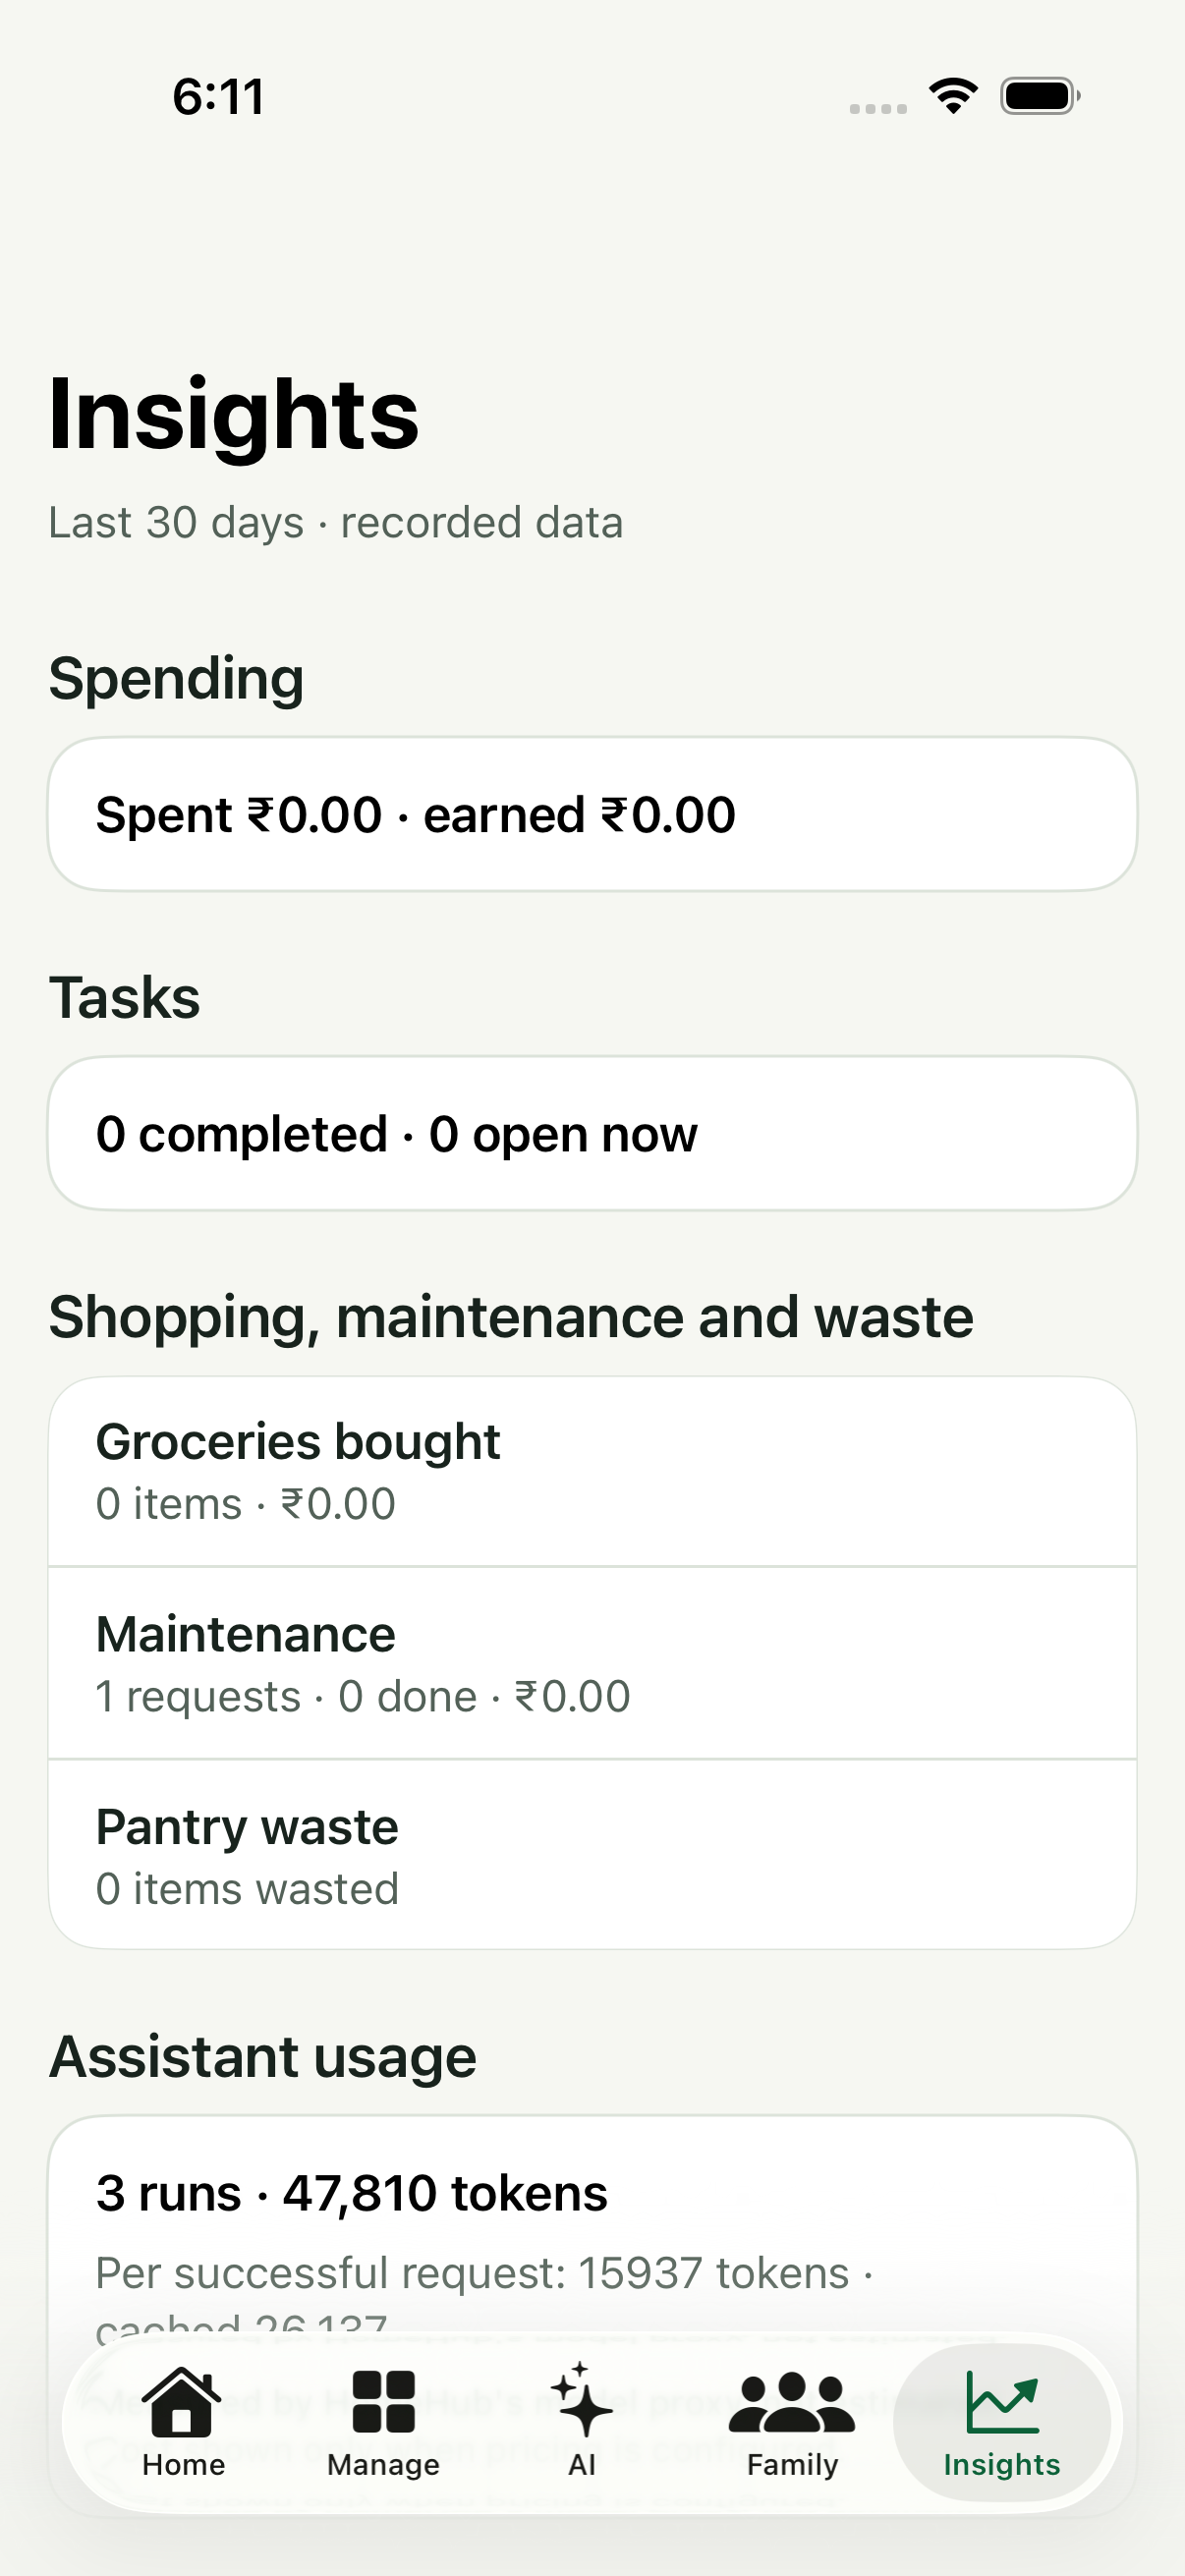 6:11
Insights
Last 30 days · recorded data
Spending
Spent ₹0.00 · earned ₹0.00
Tasks
0 completed · 0 open now
Shopping, maintenance and waste
Groceries bought
0 items · ₹0.00
Maintenance
1 requests · 0 done · ₹0.00
Pantry waste
0 items wasted
Assistant usage
3 runs · 47,810 tokens
Per successful request: 15937 tokens ·
cached 26,137
Home
Manage
AI
Family
Insights